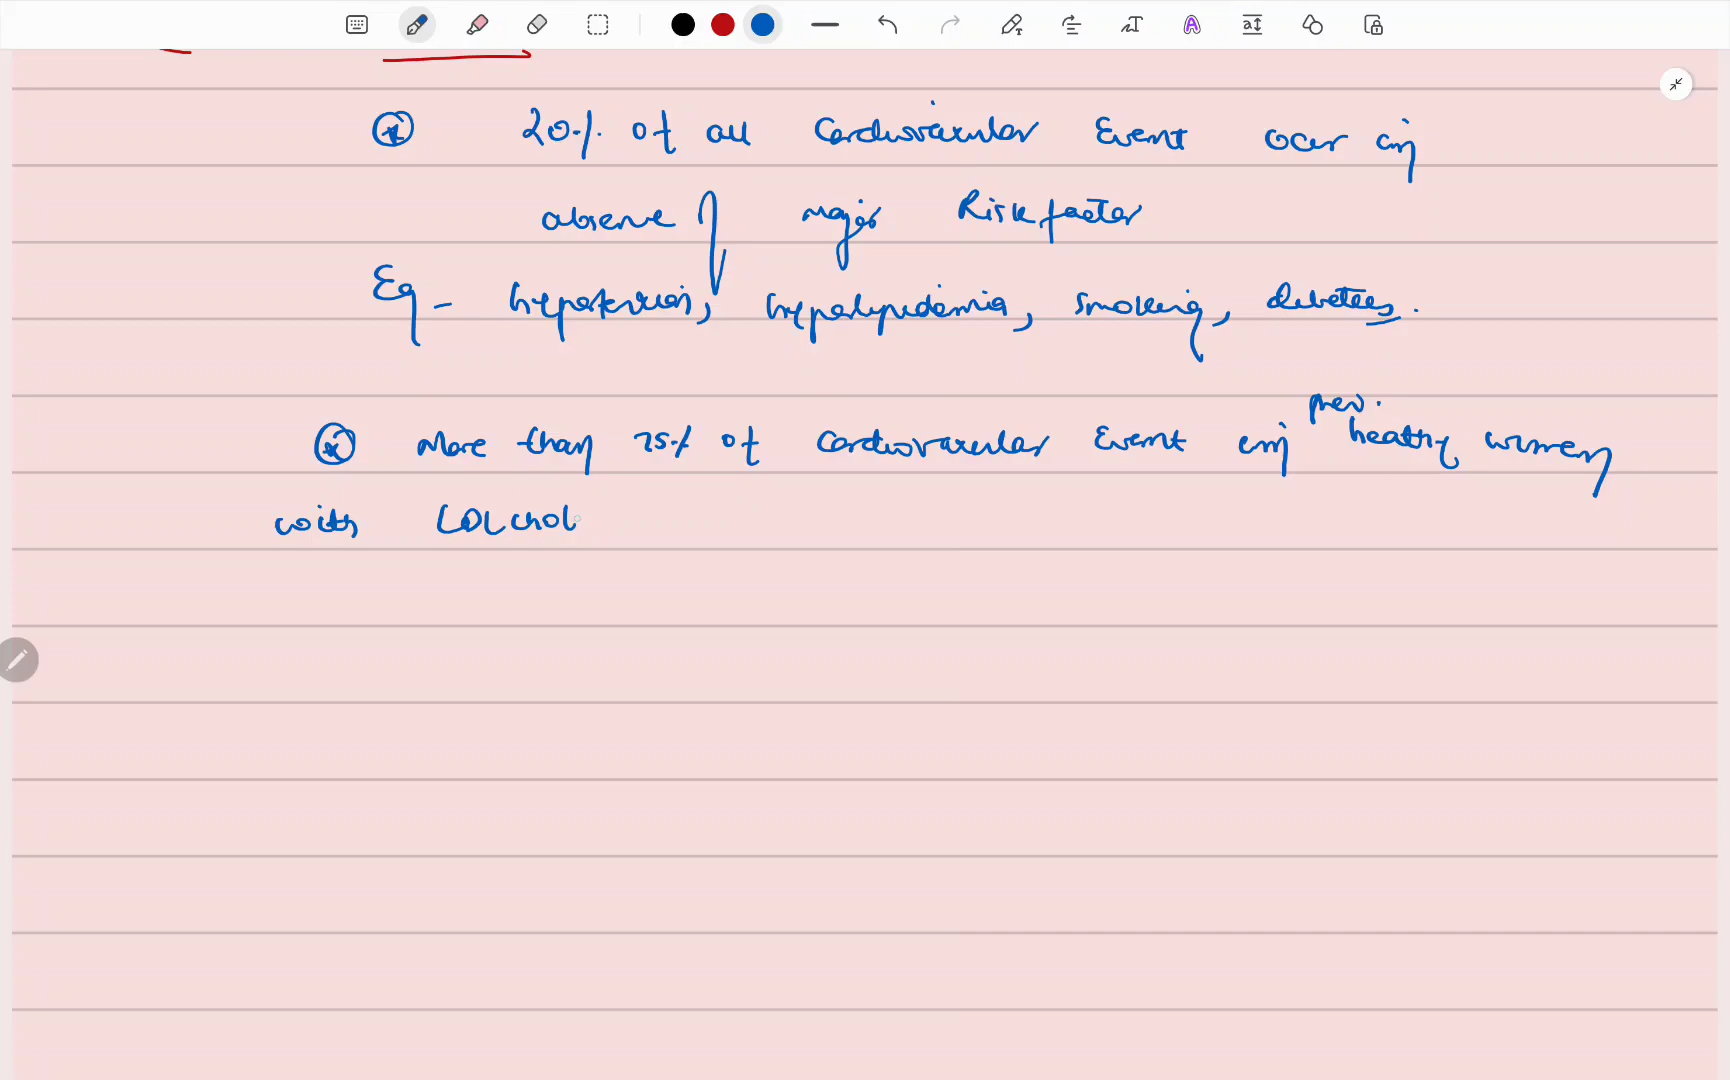 20% of all Cardiovascular Event occur in
absence of major Risk factor
Eg - hypertension, hyperlipidemia, smoking, diabetes.
prev.
More than 75% of Cardiovascular Event in healthy women
with LDL chol